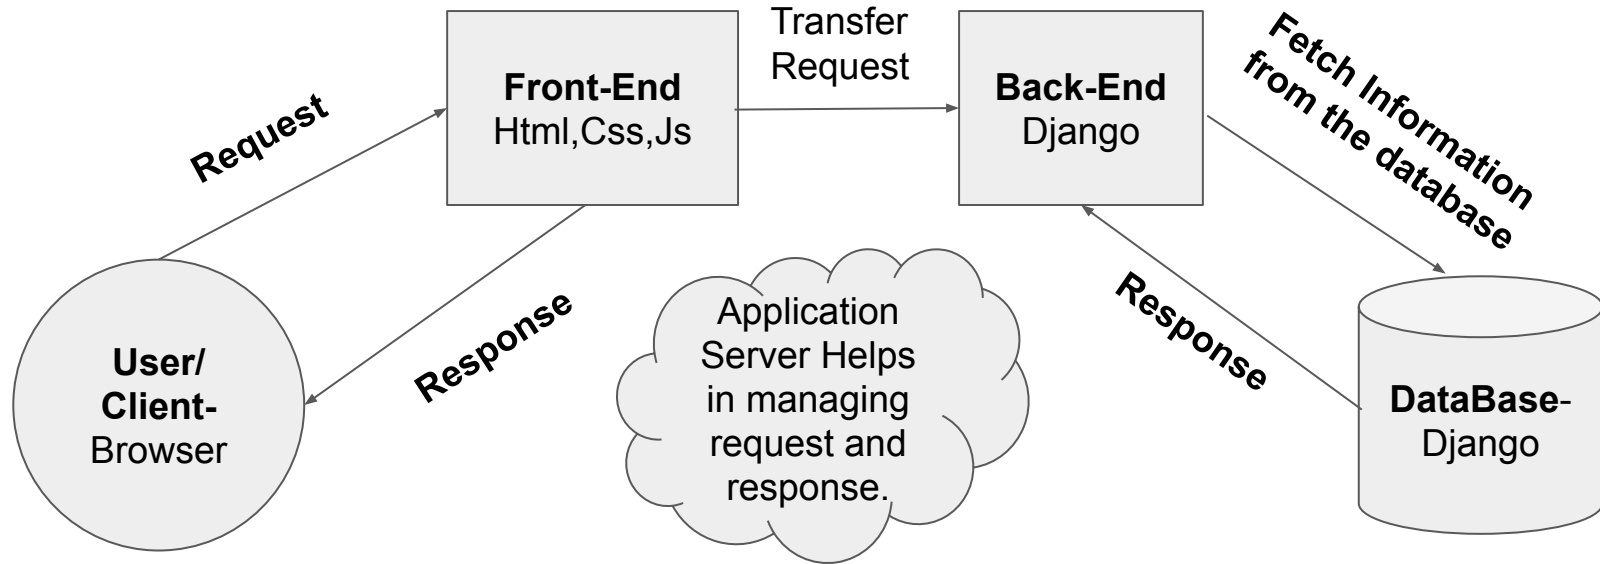 Transfer
Request
Front-End
Html,Css,Js
Back-End
Django
Fetch Information
from the database
Request
Response
Response
User/
Client-
Browser
Application
Server Helps
in managing
request and
response.
DataBase-
Django